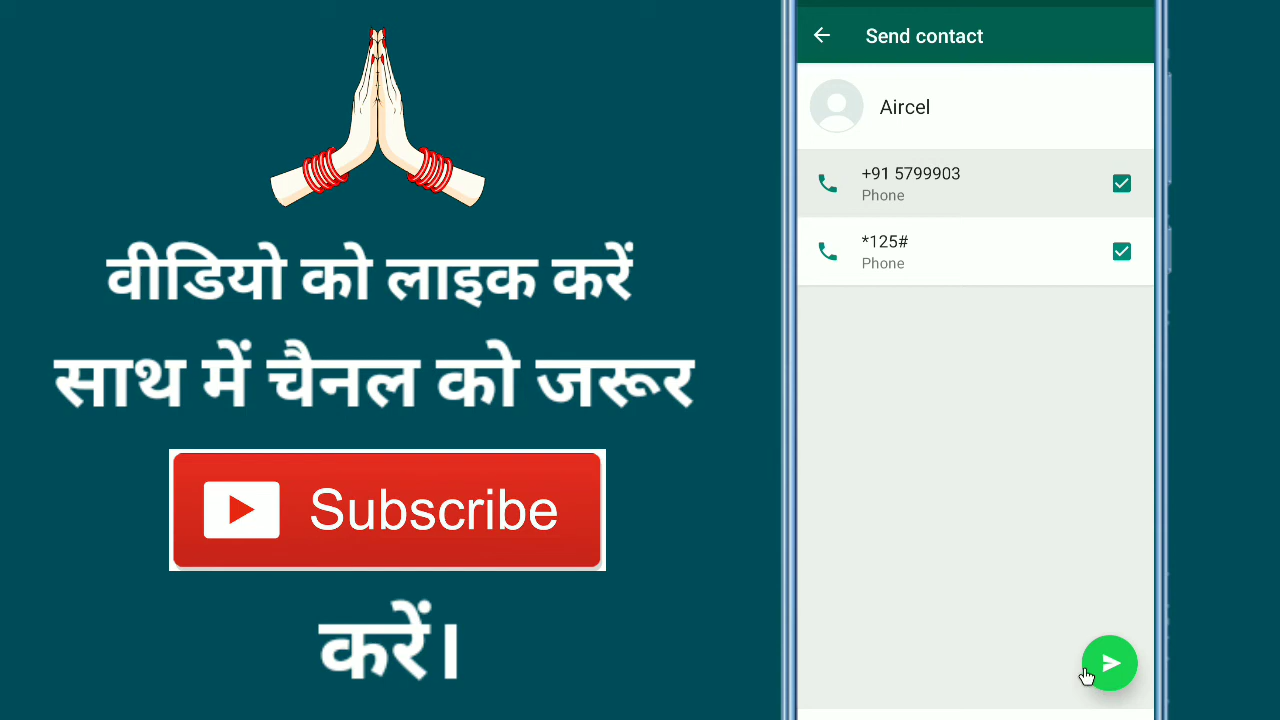 वीडियो को लाइक करें
साथ में चैनल को जरूर
Subscribe
करें।
Send contact
Aircel
+91 5799903
Phone
*125#
Phone